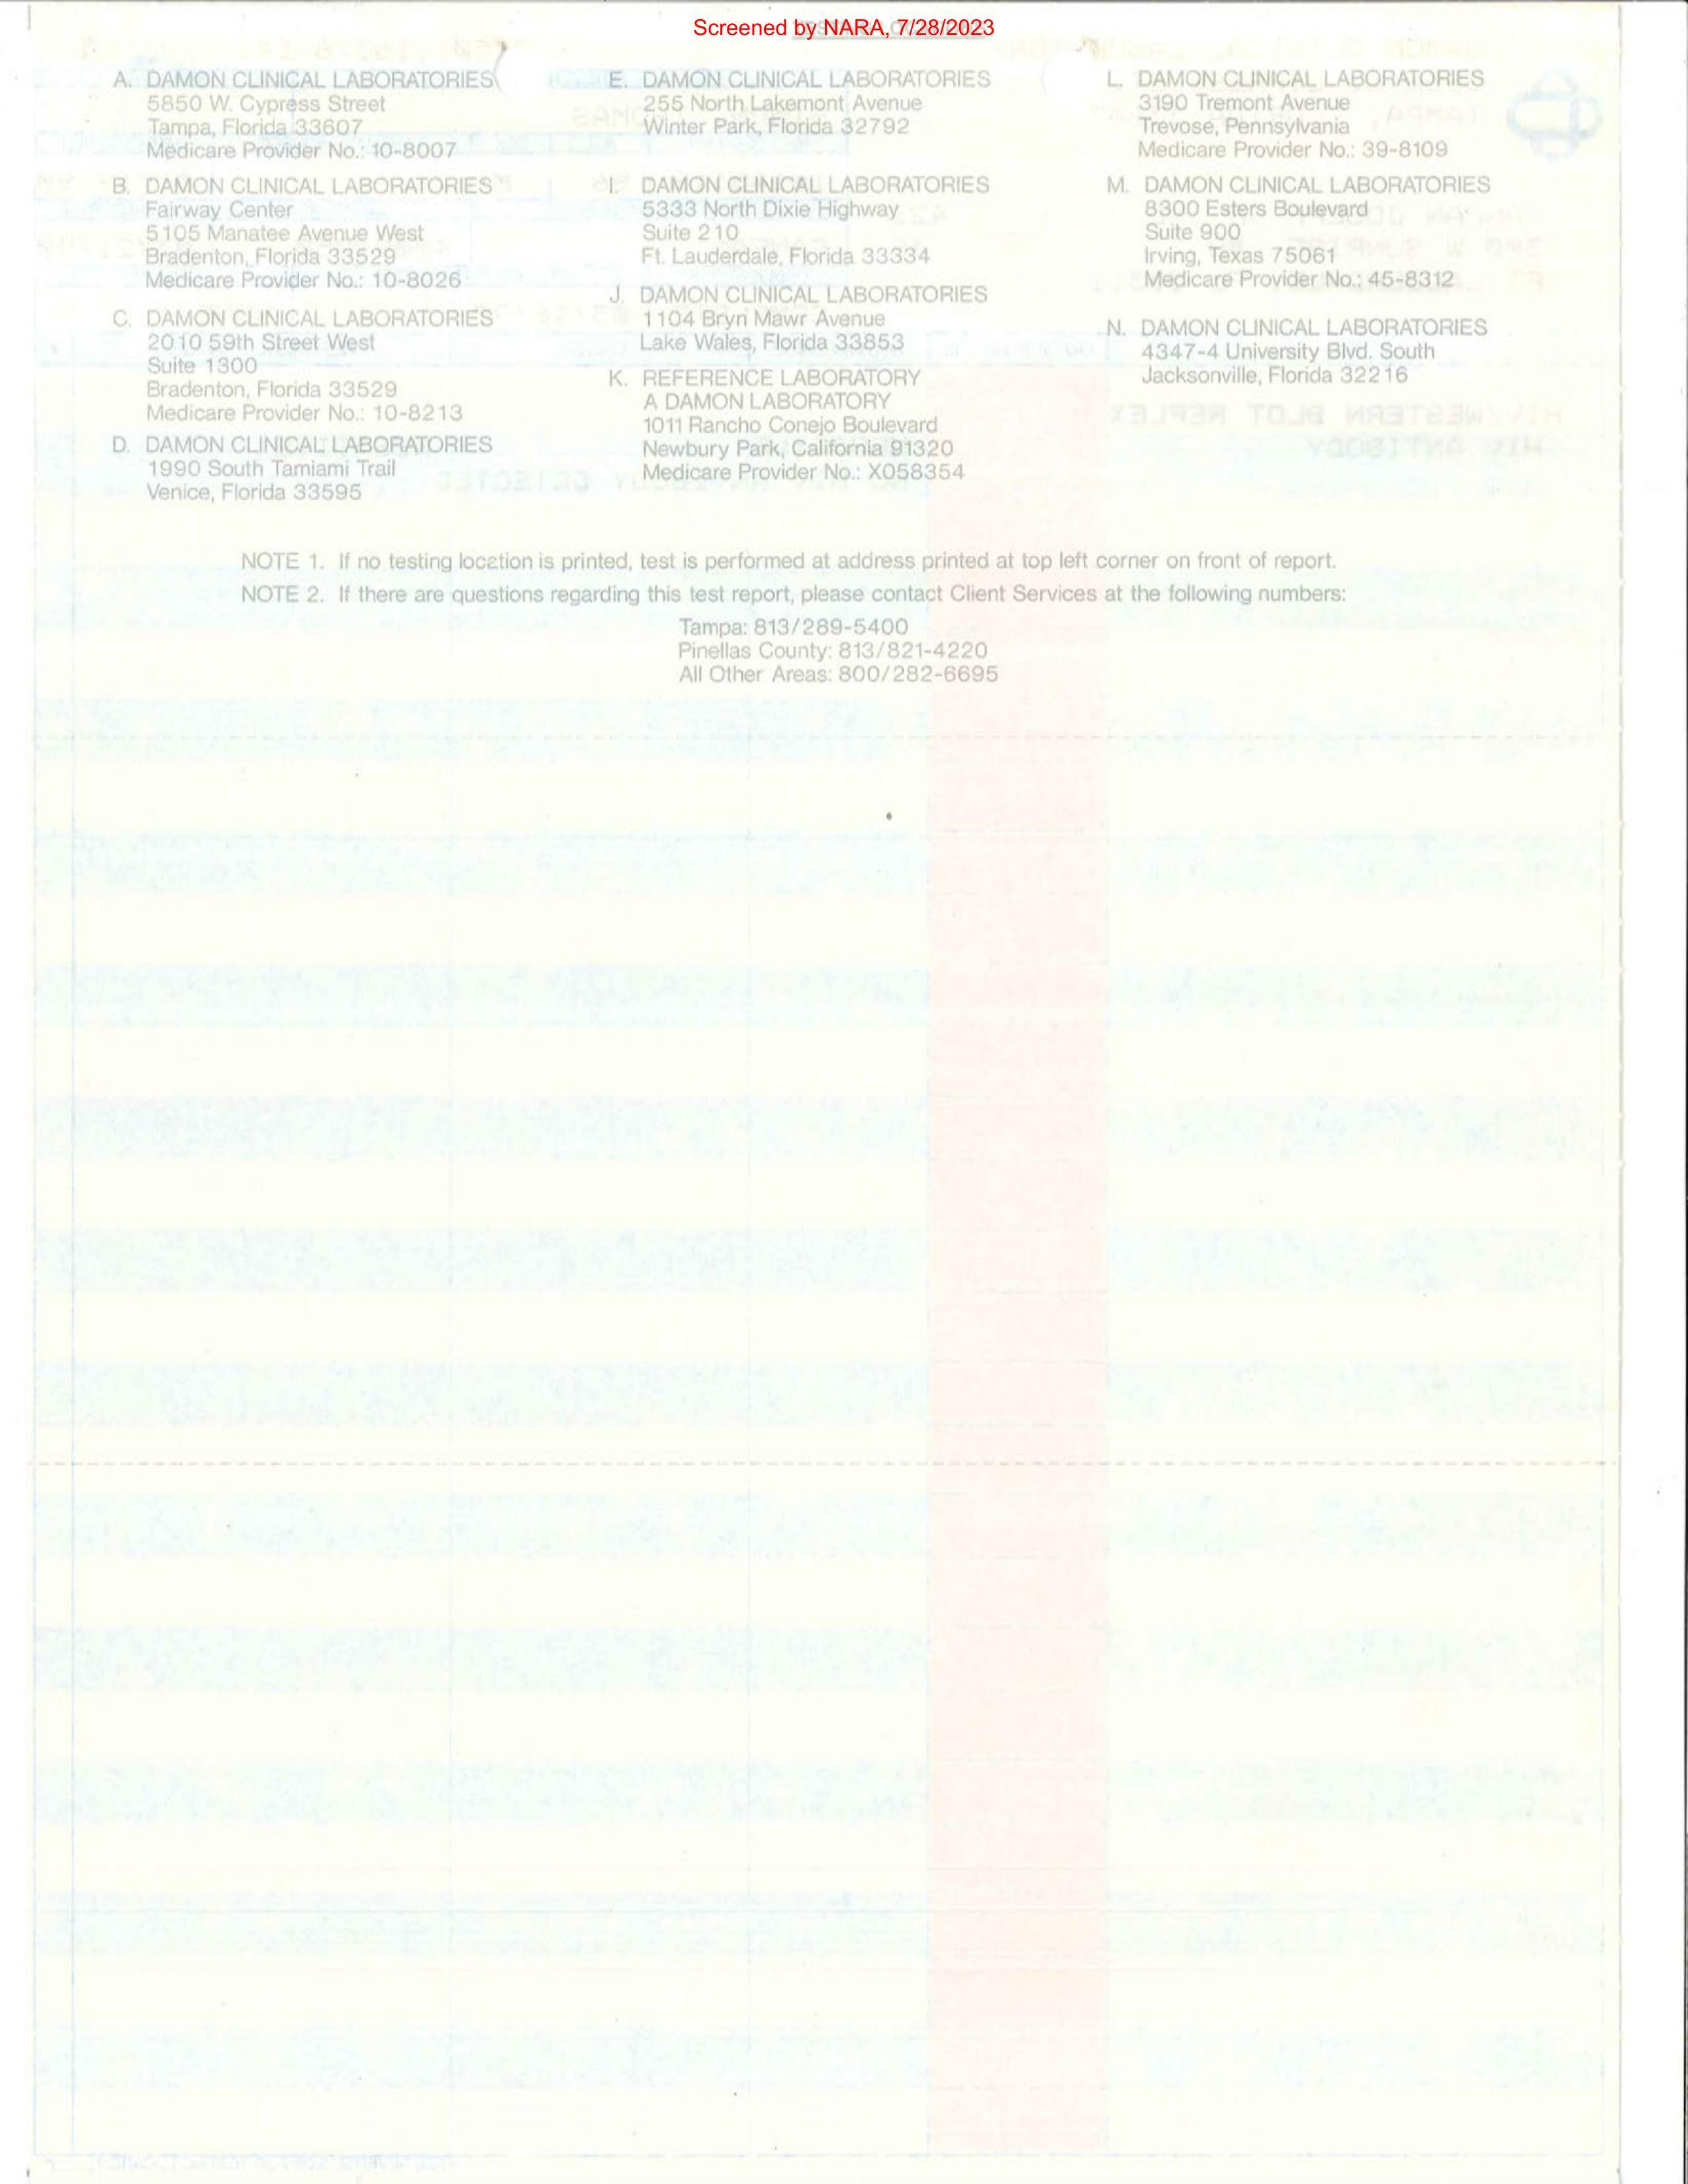 Screened by NARA, 7/28/2023
A. DAMON CLINICAL LABORATORIES
5850 W. Cypress Street
Tampa, Florida 33607
Medicare Provider No.: 10-8007
B. DAMON CLINICAL LABORATORIES
Fairway Center
5105 Manatee Avenue West
Bradenton, Florida 33529
Medicare Provider No.: 10-8026
C. DAMON CLINICAL LABORATORIES
2010 59th Street West
Suite 1300
Bradenton, Florida 33529
Medicare Provider No.: 10-8213
D. DAMON CLINICAL LABORATORIES
1990 South Tamiami Trail
Venice, Florida 33595
E. DAMON CLINICAL LABORATORIES
255 North Lakemont Avenue
Winter Park, Florida 32792
I. DAMON CLINICAL LABORATORIES
5333 North Dixie Highway
Suite 210
Ft. Lauderdale, Florida 33334
J. DAMON CLINICAL LABORATORIES
1104 Bryn Mawr Avenue
Lake Wales, Florida 33853
K. REFERENCE LABORATORY
A DAMON LABORATORY
1011 Rancho Conejo Boulevard
Newbury Park, California 91320
Medicare Provider No.: X058354
L. DAMON CLINICAL LABORATORIES
3190 Tremont Avenue
Trevose, Pennsylvania
Medicare Provider No.: 39-8109
M. DAMON CLINICAL LABORATORIES
8300 Esters Boulevard
Suite 900
Irving, Texas 75061
Medicare Provider No.: 45-8312
N. DAMON CLINICAL LABORATORIES
4347-4 University Blvd. South
Jacksonville, Florida 32216
NOTE 1. If no testing location is printed, test is performed at address printed at top left corner on front of report.
NOTE 2. If there are questions regarding this test report, please contact Client Services at the following numbers:
Tampa: 813/289-5400
Pinellas County: 813/821-4220
All Other Areas: 800/282-6695